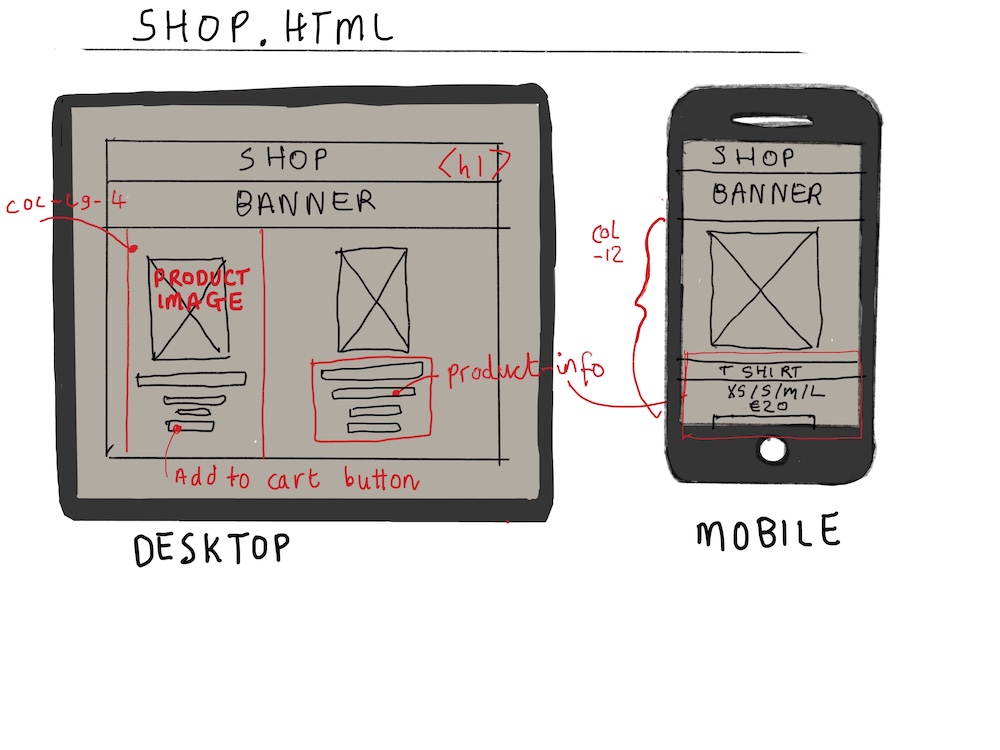 SHOP.HTML
SHOP <h1>
BANNER
COL-LG-4
PRODUCT
IMAGE
product-info
Add to cart button
DESKTOP
SHOP
BANNER
COL
-12
T SHIRT
XS/S/M/L
€20
MOBILE